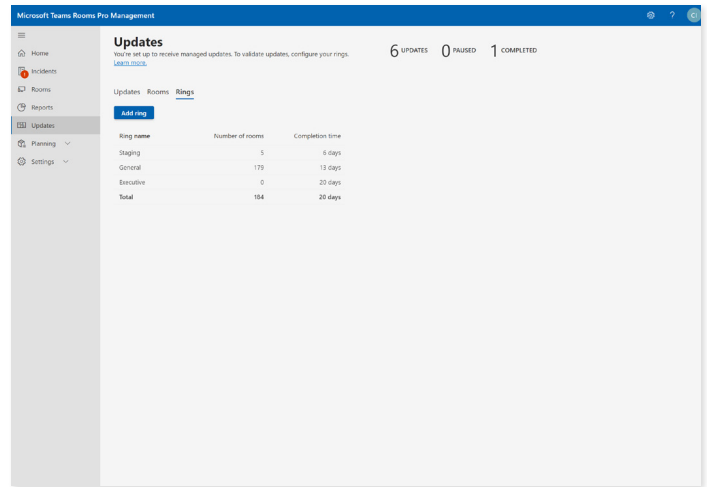 Microsoft Teams Rooms Pro Management
?
CI
Home
Incidents
Rooms
Reports
Updates
Planning
Settings
Updates
You're set up to receive managed updates. To validate updates, configure your rings.
Learn more.
6 UPDATES 0 PAUSED 1 COMPLETED
Updates Rooms Rings
Add ring
Ring name Number of rooms Completion time
Staging 5 6 days
General 179 13 days
Executive 0 20 days
Total 184 20 days